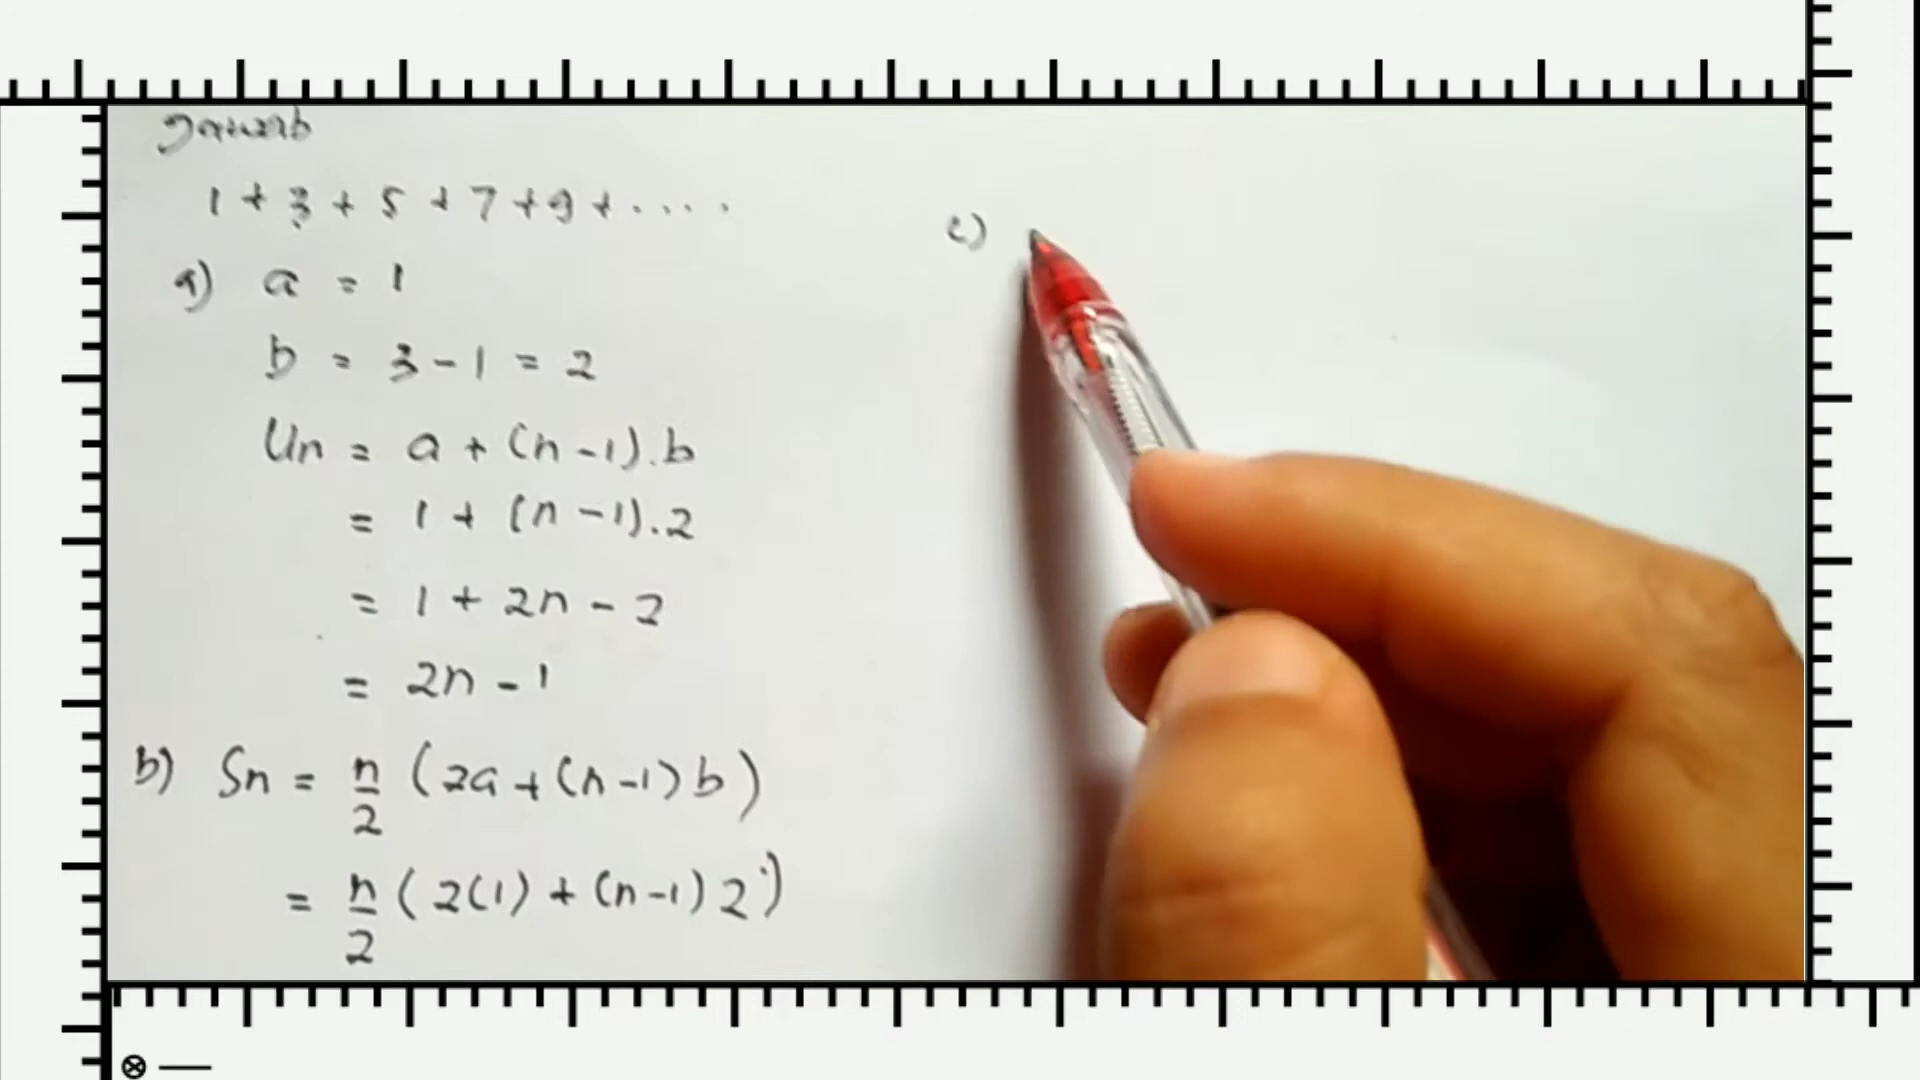 Jawab
1 + 3 + 5 + 7 + 9 + ....
a) a = 1
b = 3 - 1 = 2
Un = a + (n - 1).b
= 1 + (n - 1).2
= 1 + 2n - 2
= 2n - 1
b) Sn = n/2 (2a + (n - 1) b)
= n/2 (2(1) + (n - 1) 2)
c)